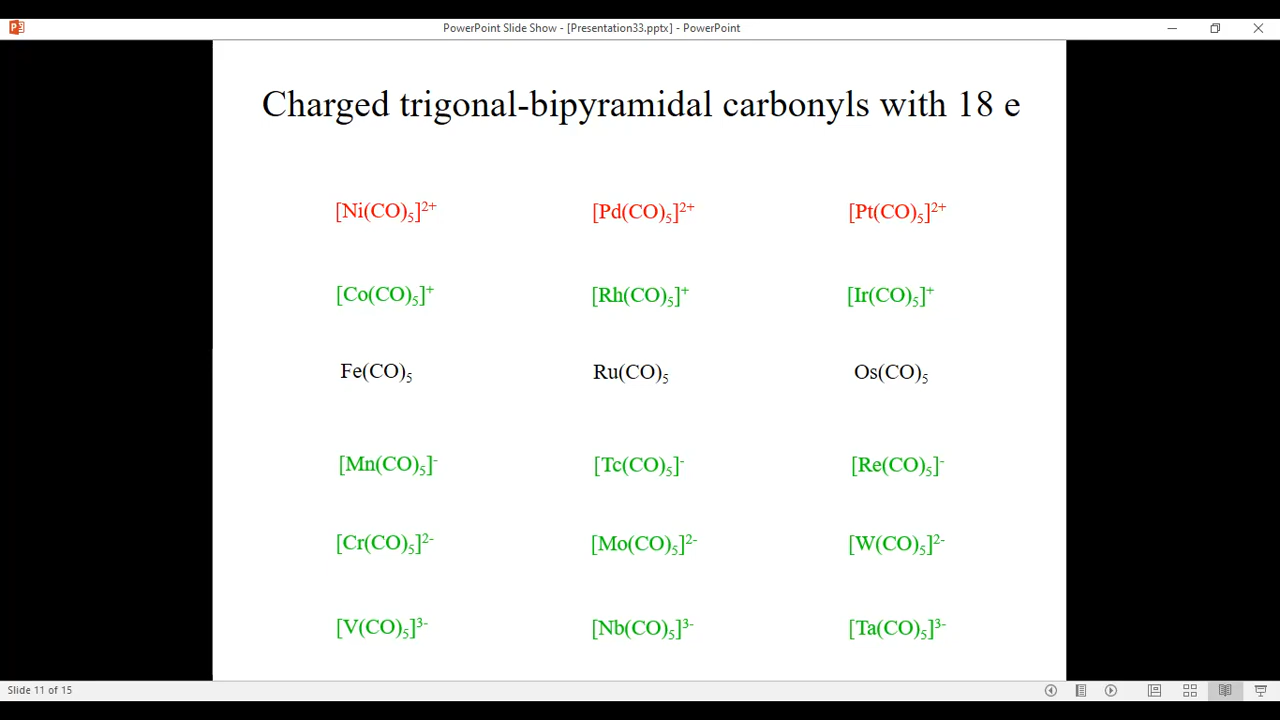 PowerPoint Slide Show - [Presentation33.pptx] - PowerPoint
Charged trigonal-bipyramidal carbonyls with 18 e
[Ni(CO)₅]²⁺ [Pd(CO)₅]²⁺ [Pt(CO)₅]²⁺
[Co(CO)₅]⁺ [Rh(CO)₅]⁺ [Ir(CO)₅]⁺
Fe(CO)₅ Ru(CO)₅ Os(CO)₅
[Mn(CO)₅]⁻ [Tc(CO)₅]⁻ [Re(CO)₅]⁻
[Cr(CO)₅]²⁻ [Mo(CO)₅]²⁻ [W(CO)₅]²⁻
[V(CO)₅]³⁻ [Nb(CO)₅]³⁻ [Ta(CO)₅]³⁻
Slide 11 of 15